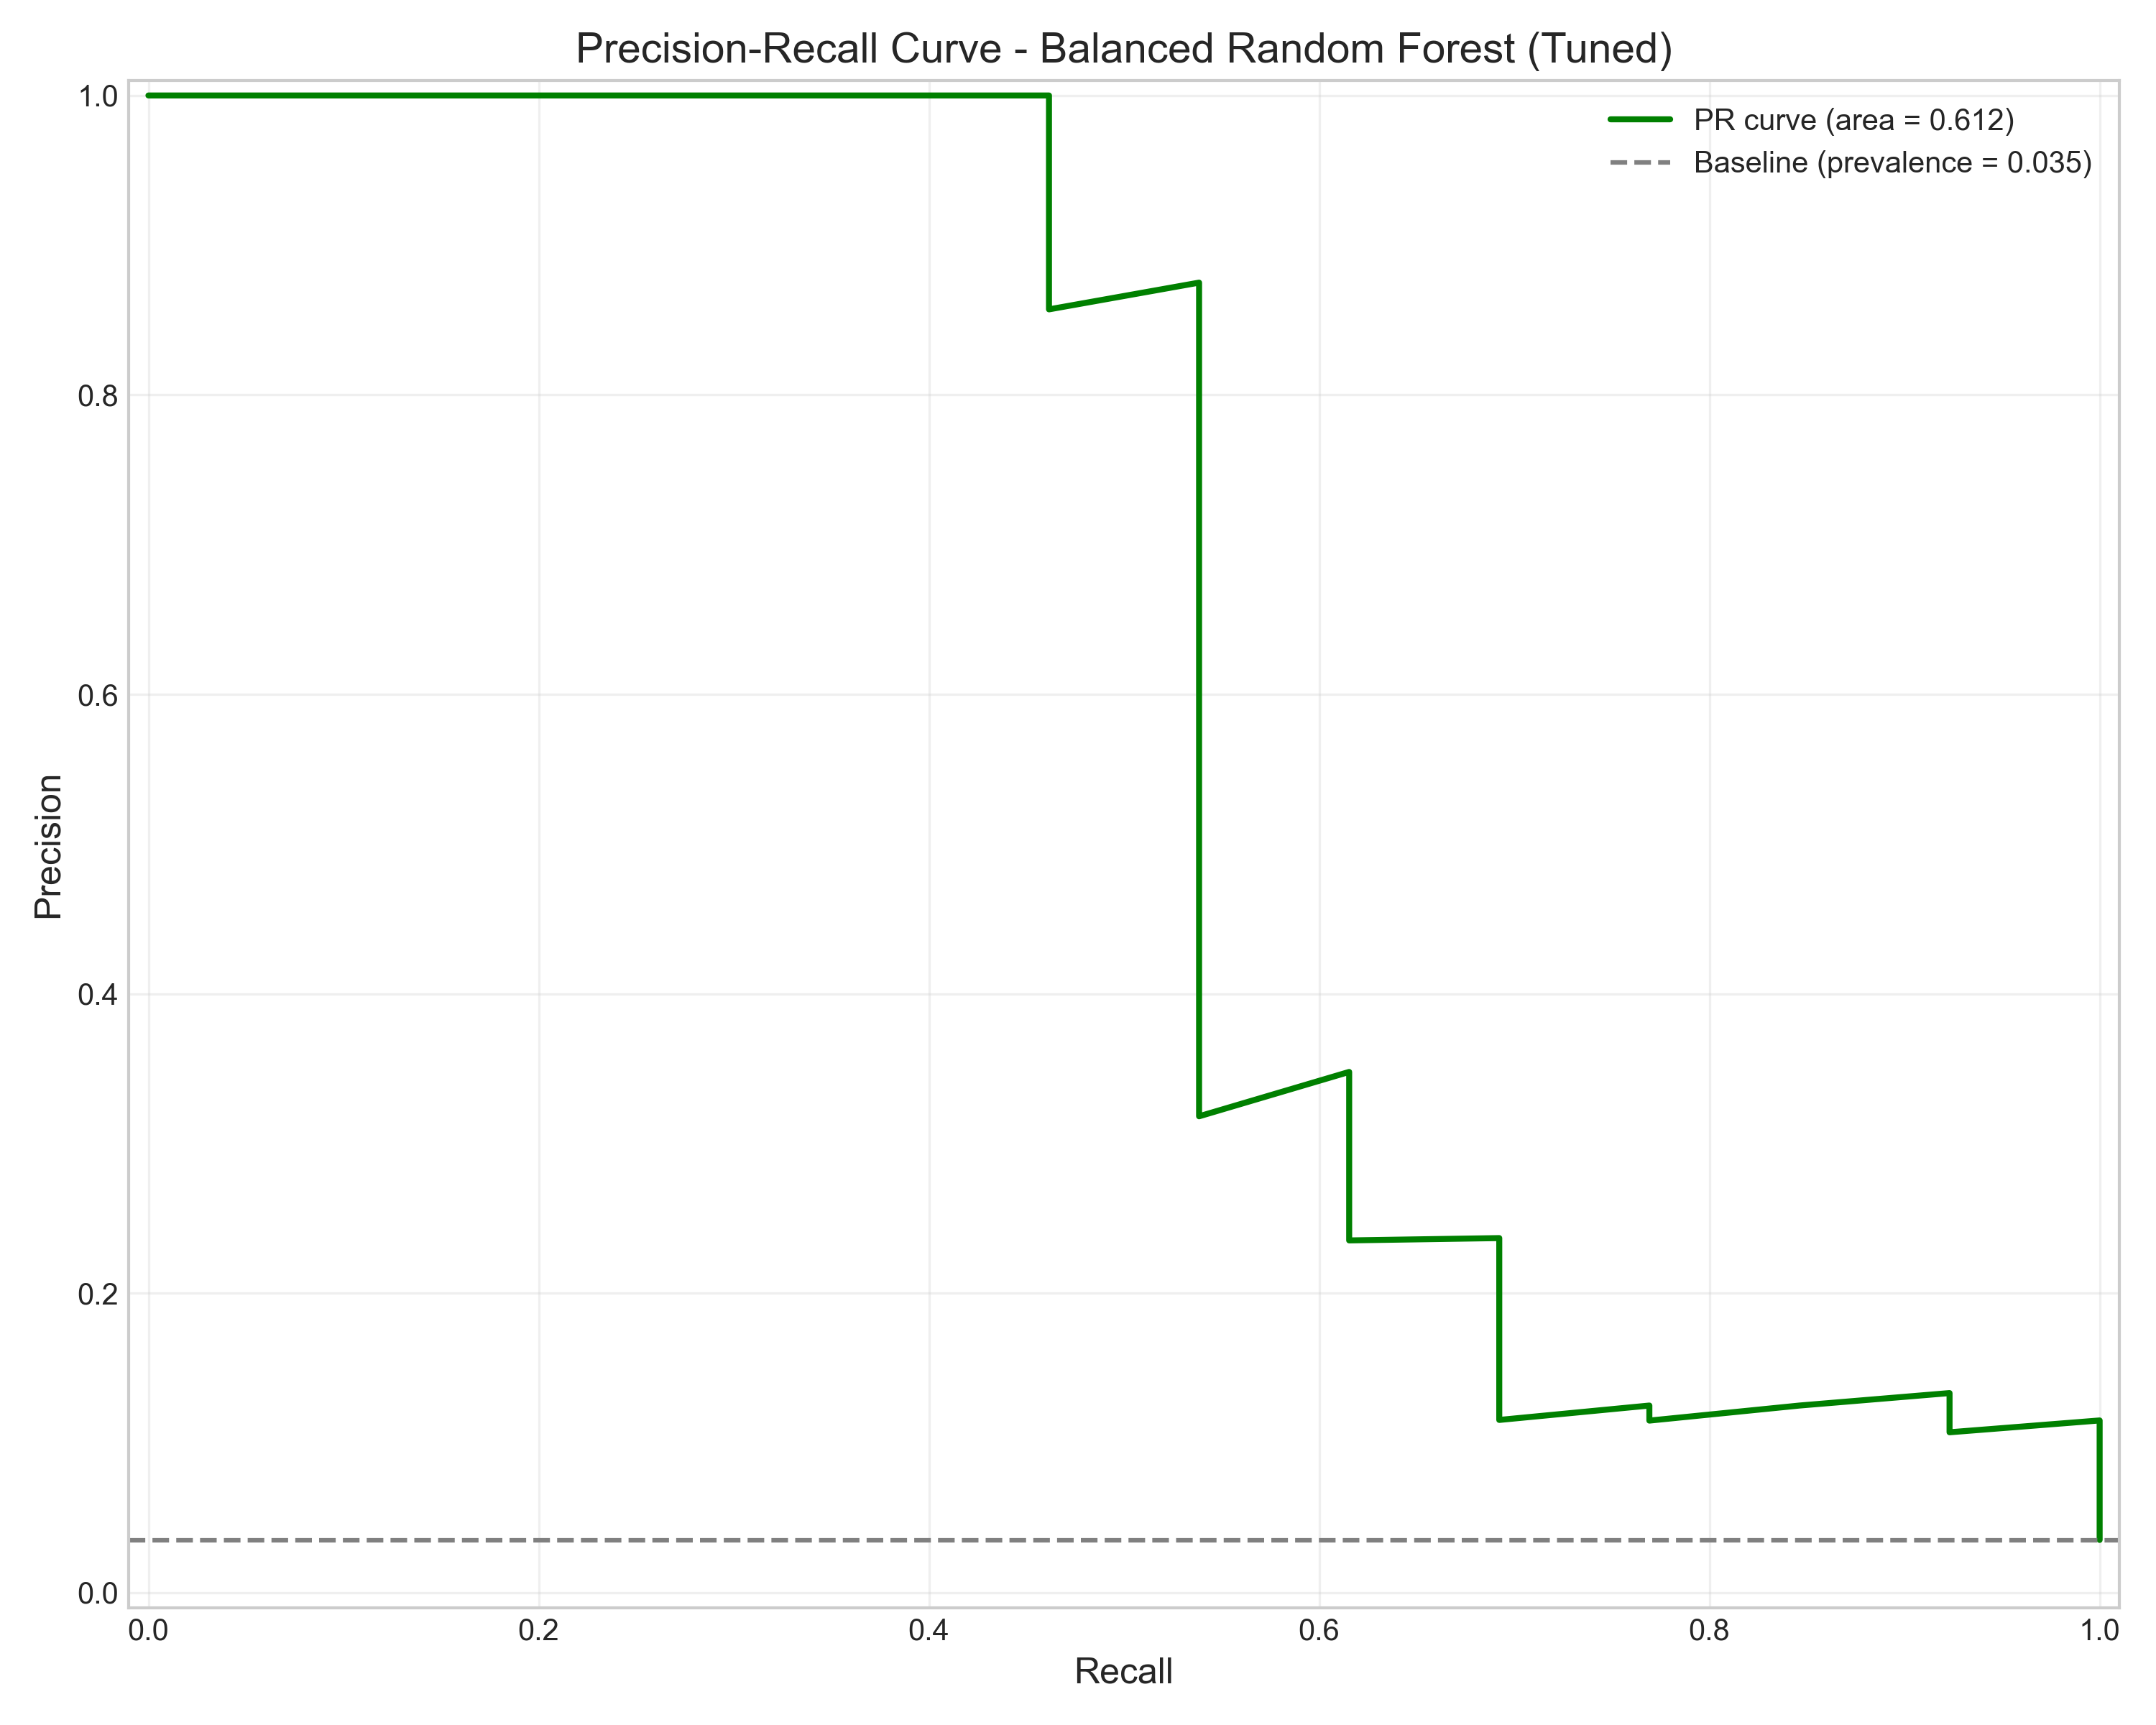 Precision-Recall Curve - Balanced Random Forest (Tuned)
PR curve (area = 0.612)
Baseline (prevalence = 0.035)
Precision
1.0
0.8
0.6
0.4
0.2
0.0
0.0 0.2 0.4 0.6 0.8 1.0
Recall